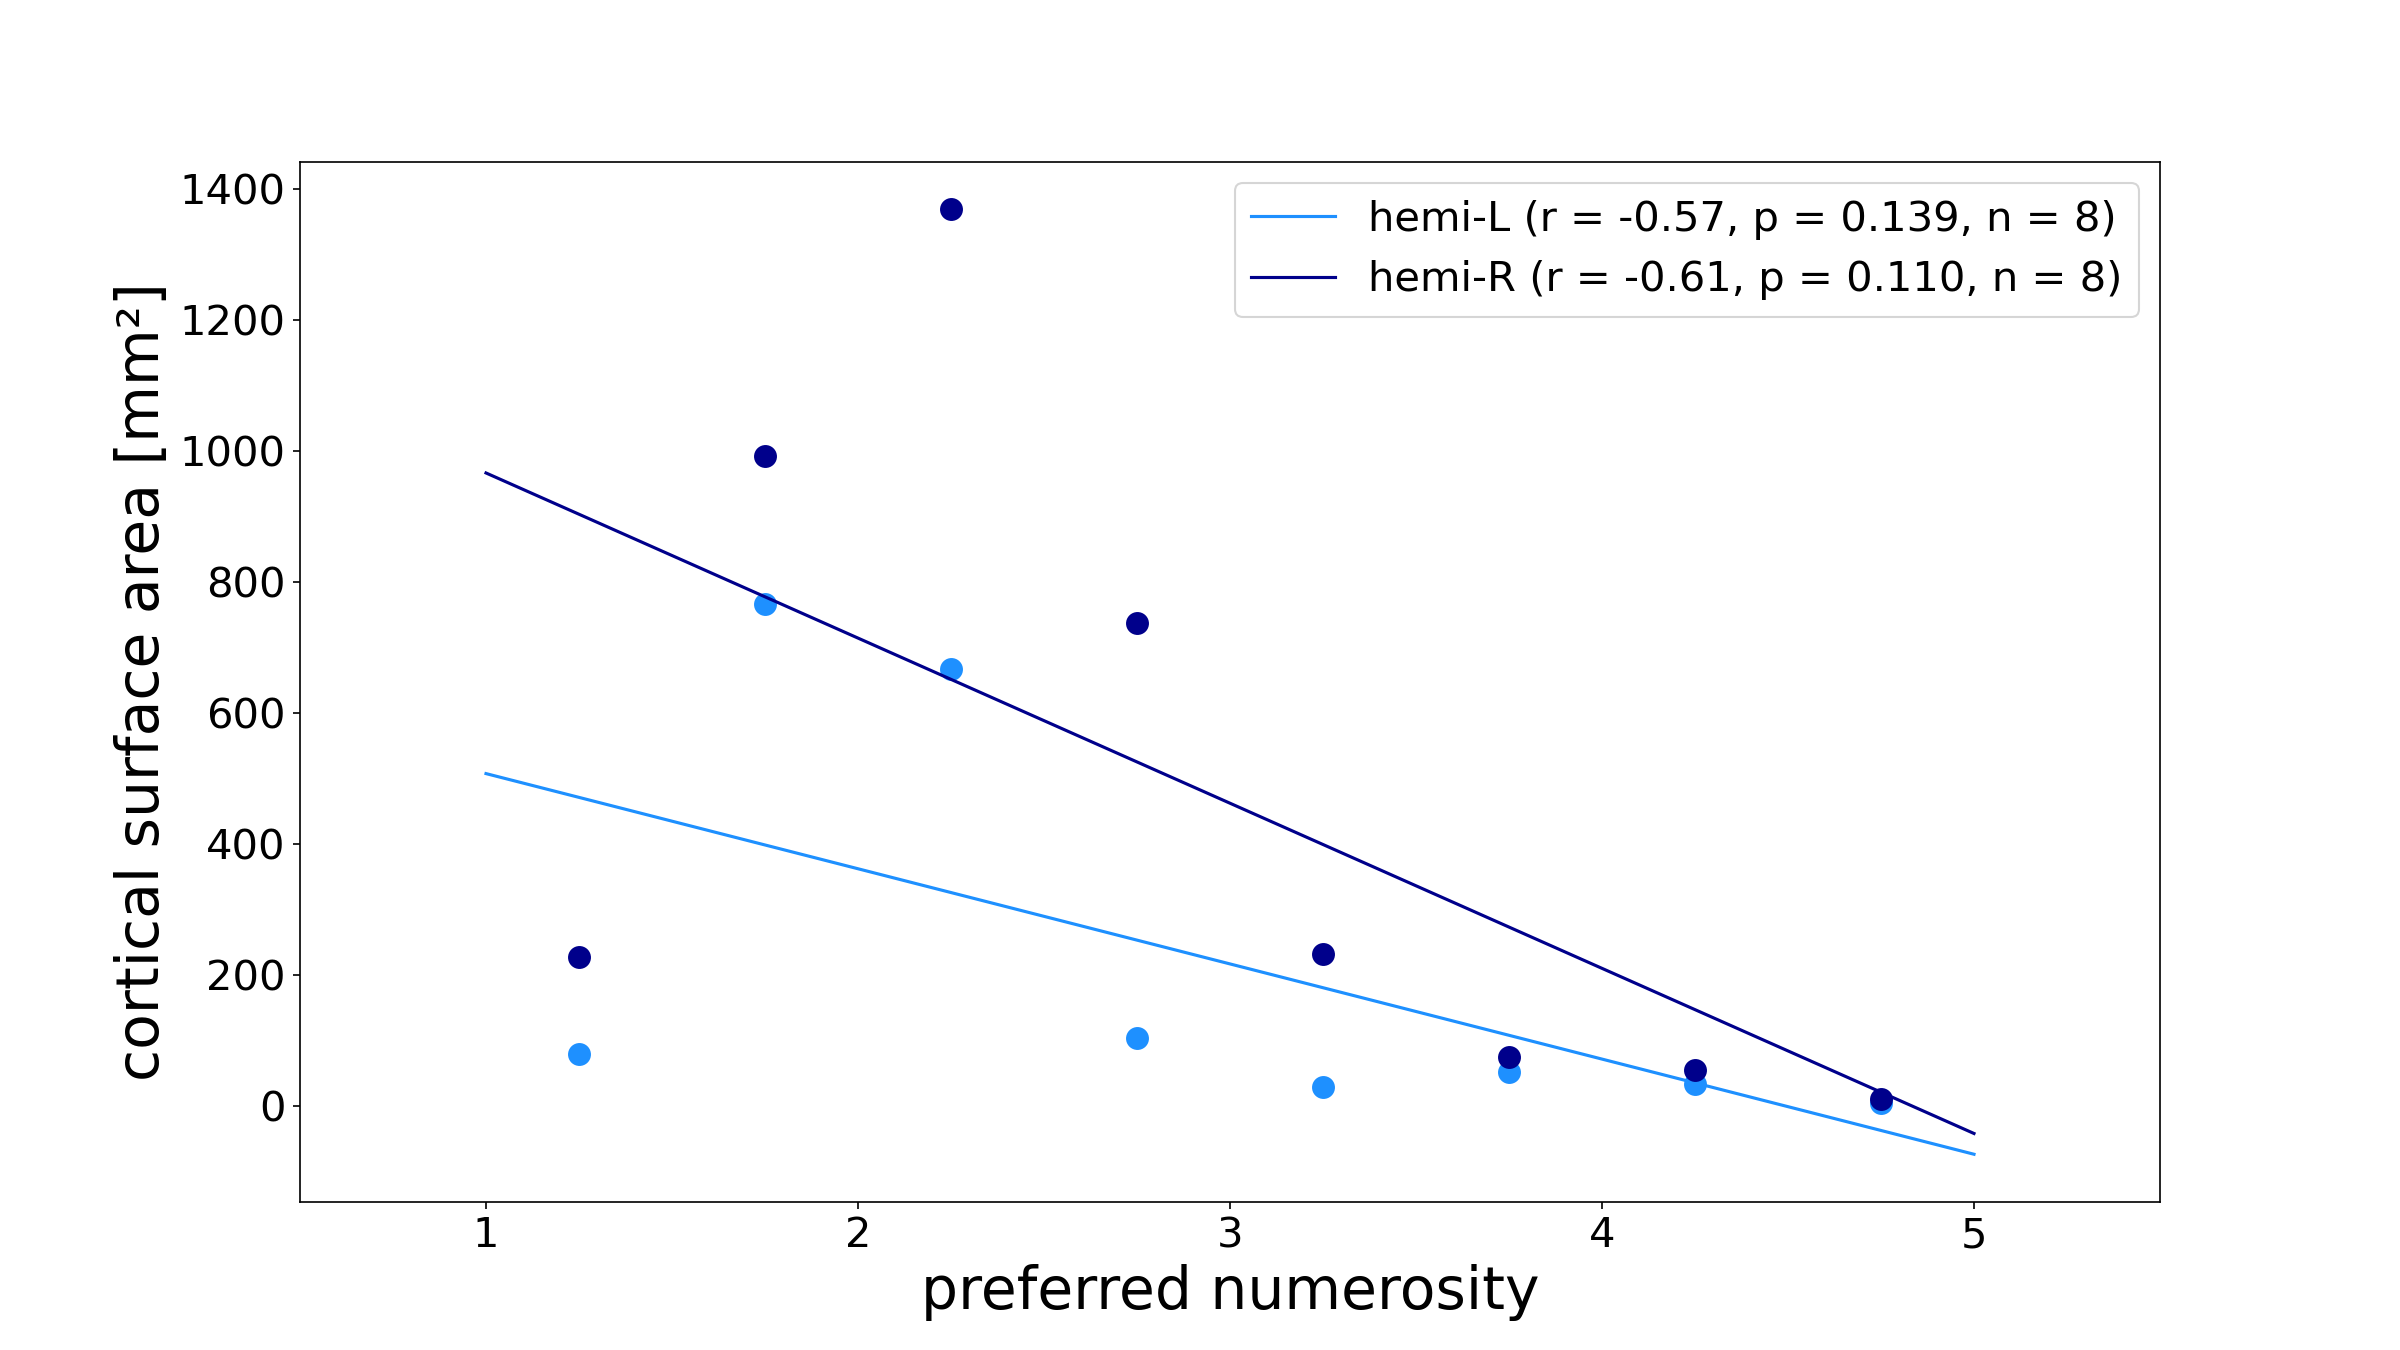 hemi-L (r = -0.57, p = 0.139, n = 8)
hemi-R (r = -0.61, p = 0.110, n = 8)
cortical surface area [mm²]
1400
1200
1000
800
600
400
200
0
1 2 3 4 5
preferred numerosity